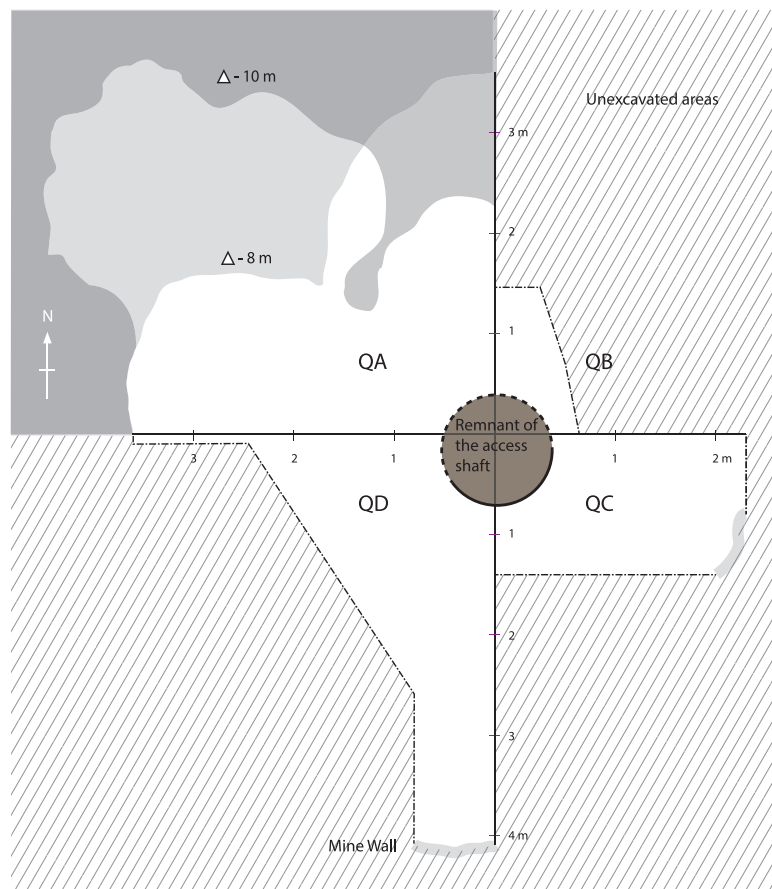 - 10 m
Unexcavated areas
3 m
2
- 8 m
N
1
QA
QB
Remnant of
the access
shaft
3
2
1
1
2 m
QD
QC
1
2
3
4 m
Mine Wall